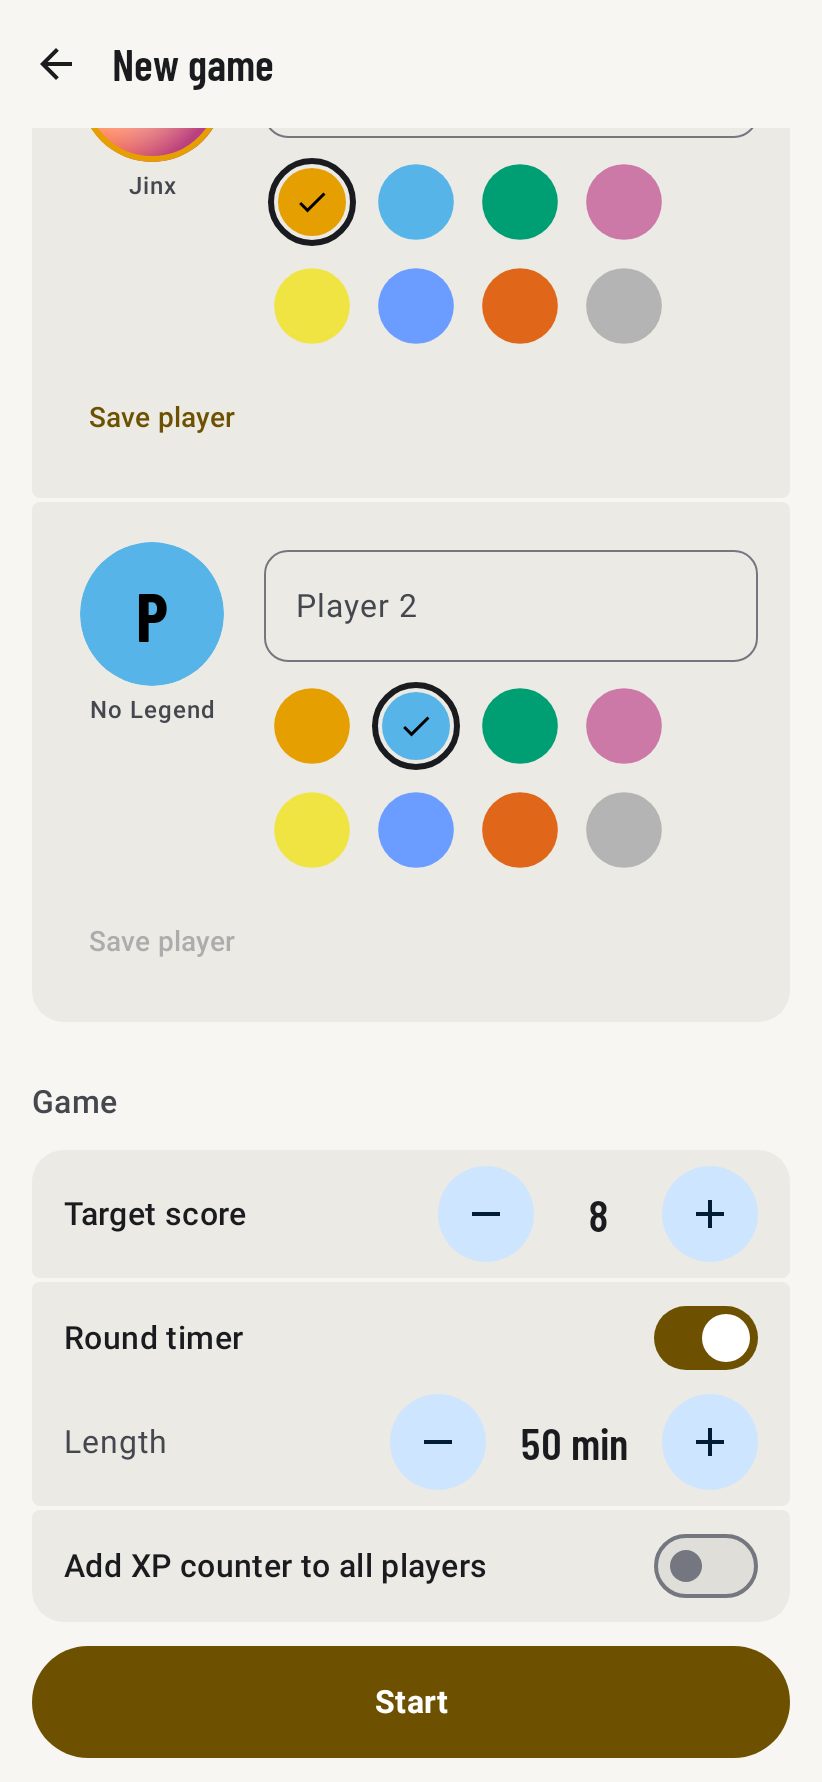 New game
Jinx
Save player
P
Player 2
No Legend
Save player
Game
Target score
8
Round timer
Length
50 min
Add XP counter to all players
Start